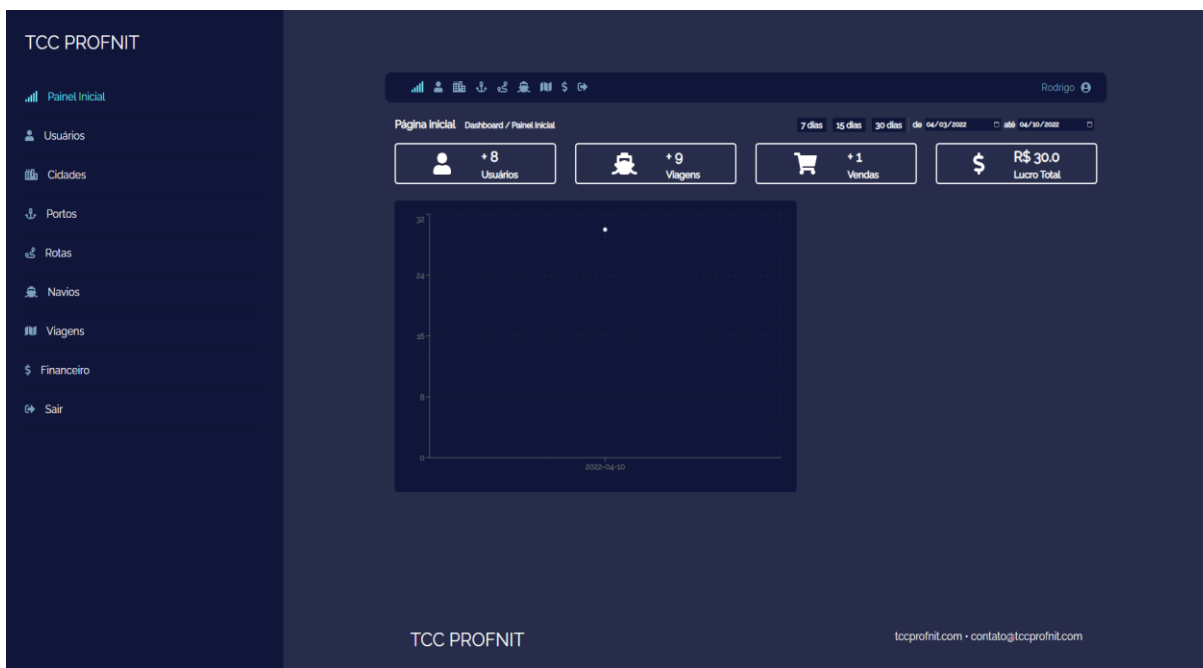 TCC PROFNIT
Painel Inicial
Usuários
Cidades
Portos
Rotas
Navios
Viagens
Financeiro
Sair
Rodrigo
Página inicial Dashboard / Painel Inicial
7 dias 15 dias 30 dias de 04/03/2022 até 04/10/2022
+ 8
Usuários
+ 9
Viagens
+ 1
Vendas
R$ 30.0
Lucro Total
32
24
16
8
0
2022-04-10
TCC PROFNIT
tccprofnit.com • contato@tccprofnit.com